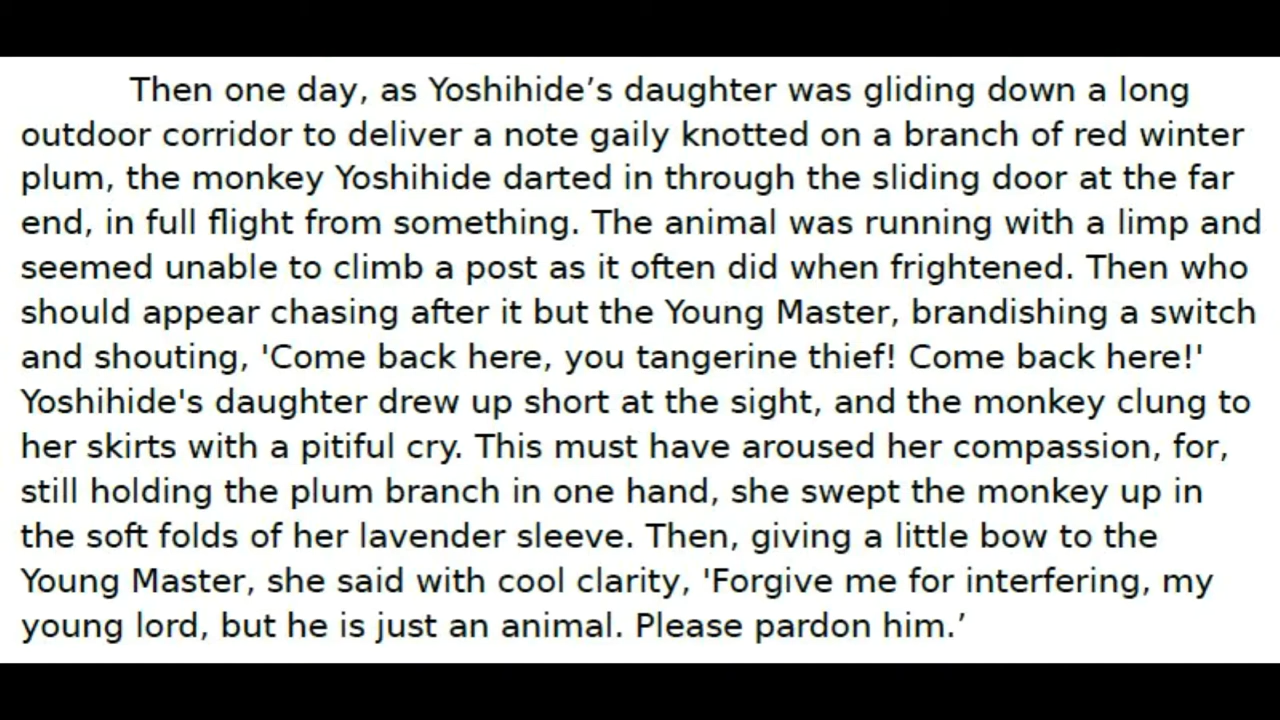 Then one day, as Yoshihide’s daughter was gliding down a long
outdoor corridor to deliver a note gaily knotted on a branch of red winter
plum, the monkey Yoshihide darted in through the sliding door at the far
end, in full flight from something. The animal was running with a limp and
seemed unable to climb a post as it often did when frightened. Then who
should appear chasing after it but the Young Master, brandishing a switch
and shouting, 'Come back here, you tangerine thief! Come back here!'
Yoshihide's daughter drew up short at the sight, and the monkey clung to
her skirts with a pitiful cry. This must have aroused her compassion, for,
still holding the plum branch in one hand, she swept the monkey up in
the soft folds of her lavender sleeve. Then, giving a little bow to the
Young Master, she said with cool clarity, 'Forgive me for interfering, my
young lord, but he is just an animal. Please pardon him.’